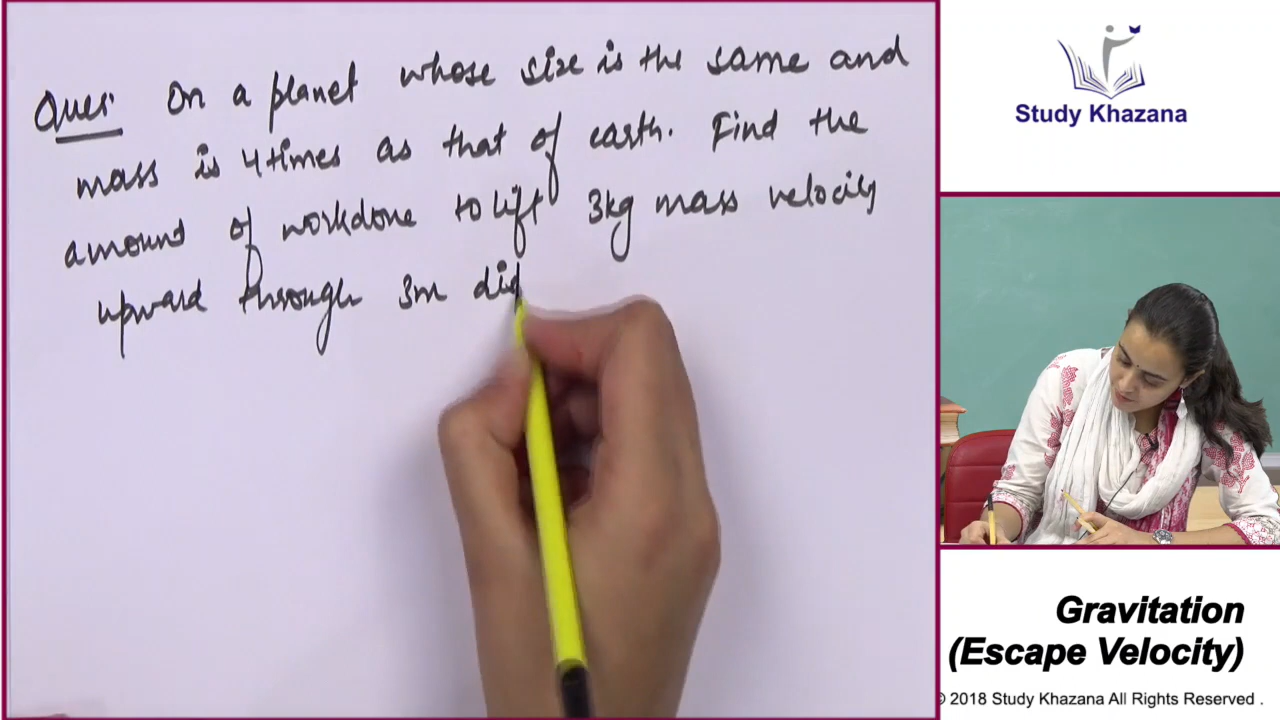 Ques. On a planet whose size is the same and
mass is 4 times as that of earth. Find the
amount of workdone to lift 3kg mass velocity
upward through 3m dis
Study Khazana
Gravitation
(Escape Velocity)
© 2018 Study Khazana All Rights Reserved .